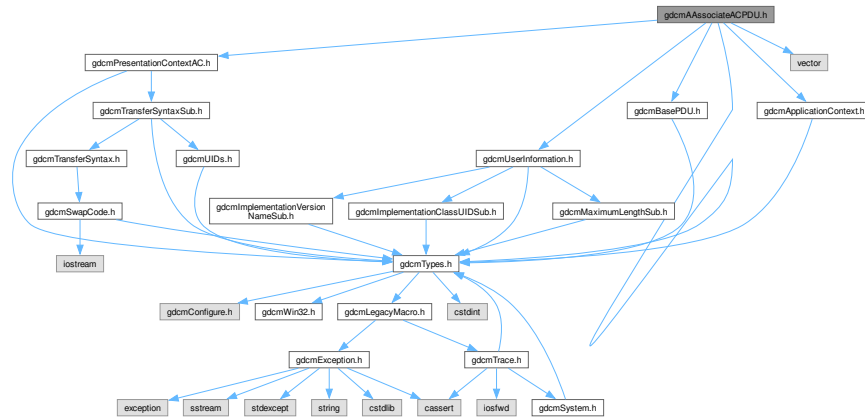 gdcmAAssociateACPDU.h
gdcmPresentationContextAC.h
vector
gdcmTransferSyntaxSub.h
gdcmBasePDU.h
gdcmApplicationContext.h
gdcmTransferSyntax.h
gdcmUIDs.h
gdcmUserInformation.h
gdcmSwapCode.h
gdcmImplementationVersion
NameSub.h
gdcmImplementationClassUIDSub.h
gdcmMaximumLengthSub.h
iostream
gdcmTypes.h
gdcmConfigure.h
gdcmWin32.h
gdcmLegacyMacro.h
cstdint
gdcmException.h
gdcmTrace.h
exception
sstream
stdexcept
string
cstdlib
cassert
iosfwd
gdcmSystem.h